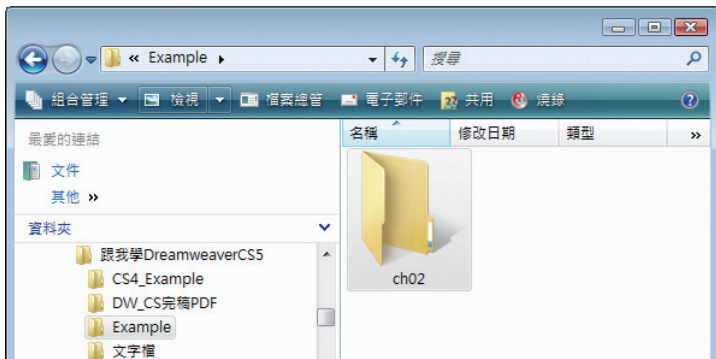 « Example
搜尋
組合管理 檢視 檔案總管 電子郵件 共用 燒錄
最愛的連結
文件
其他 »
資料夾
跟我學DreamweaverCS5
CS4_Example
DW_CS完稿PDF
Example
文字檔
名稱 修改日期 類型 »
ch02